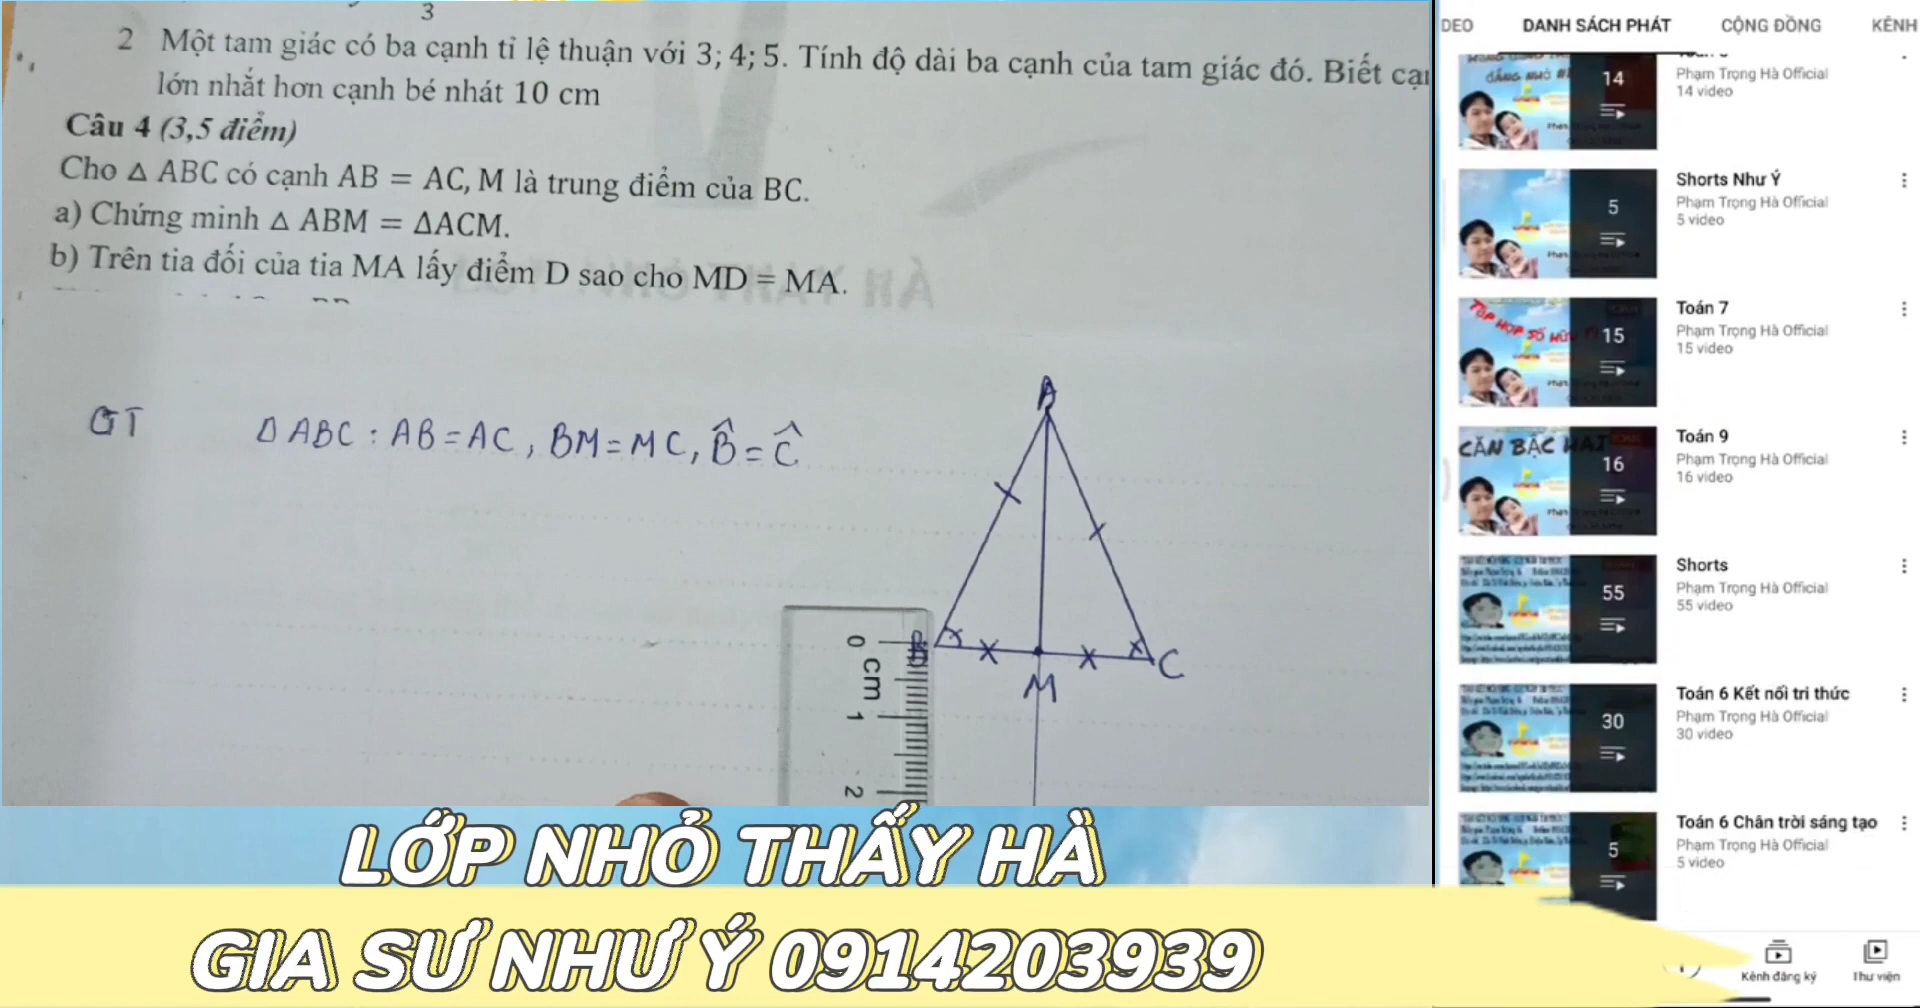 3
2 Một tam giác có ba cạnh tỉ lệ thuận với 3; 4; 5. Tính độ dài ba cạnh của tam giác đó. Biết
lớn nhất hơn cạnh bé nhát 10 cm
Câu 4 (3,5 điểm)
Cho △ ABC có cạnh AB = AC, M là trung điểm của BC.
a) Chứng minh △ ABM = ΔACM.
b) Trên tia đối của tia MA lấy điểm D sao cho MD = MA.
GT Δ ABC : AB = AC, BM = MC, B̂ = Ĉ
A
C
M
0 cm 1 2
LỚP NHỎ THẤY HÀ
GIA SƯ NHƯ Ý 0914203939
DEO DANH SÁCH PHÁT CỘNG ĐỒNG KÊNH
14
Phạm Trọng Hà Official
14 video
5
Shorts Như Ý
Phạm Trọng Hà Official
5 video
TẬP HỢP SỐ HỮU
15
Toán 7
Phạm Trọng Hà Official
15 video
CĂN BẬC HAI
16
Toán 9
Phạm Trọng Hà Official
16 video
55
Shorts
Phạm Trọng Hà Official
55 video
30
Toán 6 Kết nối tri thức
Phạm Trọng Hà Official
30 video
5
Toán 6 Chân trời sáng tạo
Phạm Trọng Hà Official
5 video
Kênh đăng ký
Thư viện